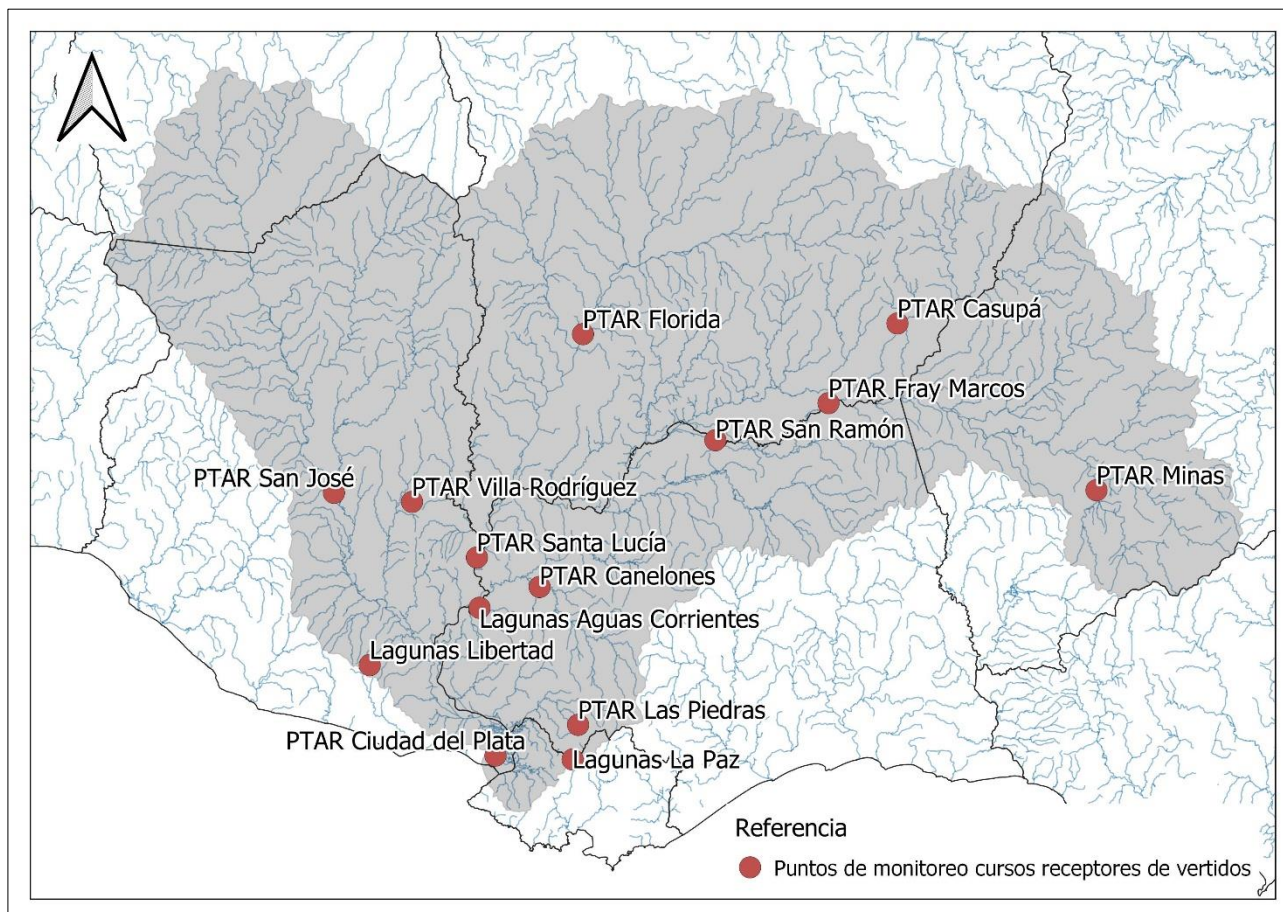 PTAR Florida
PTAR Casupá
PTAR Fray Marcos
PTAR San Ramón
PTAR San José
PTAR Villa-Rodríguez
PTAR Minas
PTAR Santa Lucía
PTAR Canelones
Lagunas Aguas Corrientes
Lagunas Libertad
PTAR Las Piedras
PTAR Ciudad del Plata
Lagunas La Paz
Referencia
Puntos de monitoreo cursos receptores de vertidos